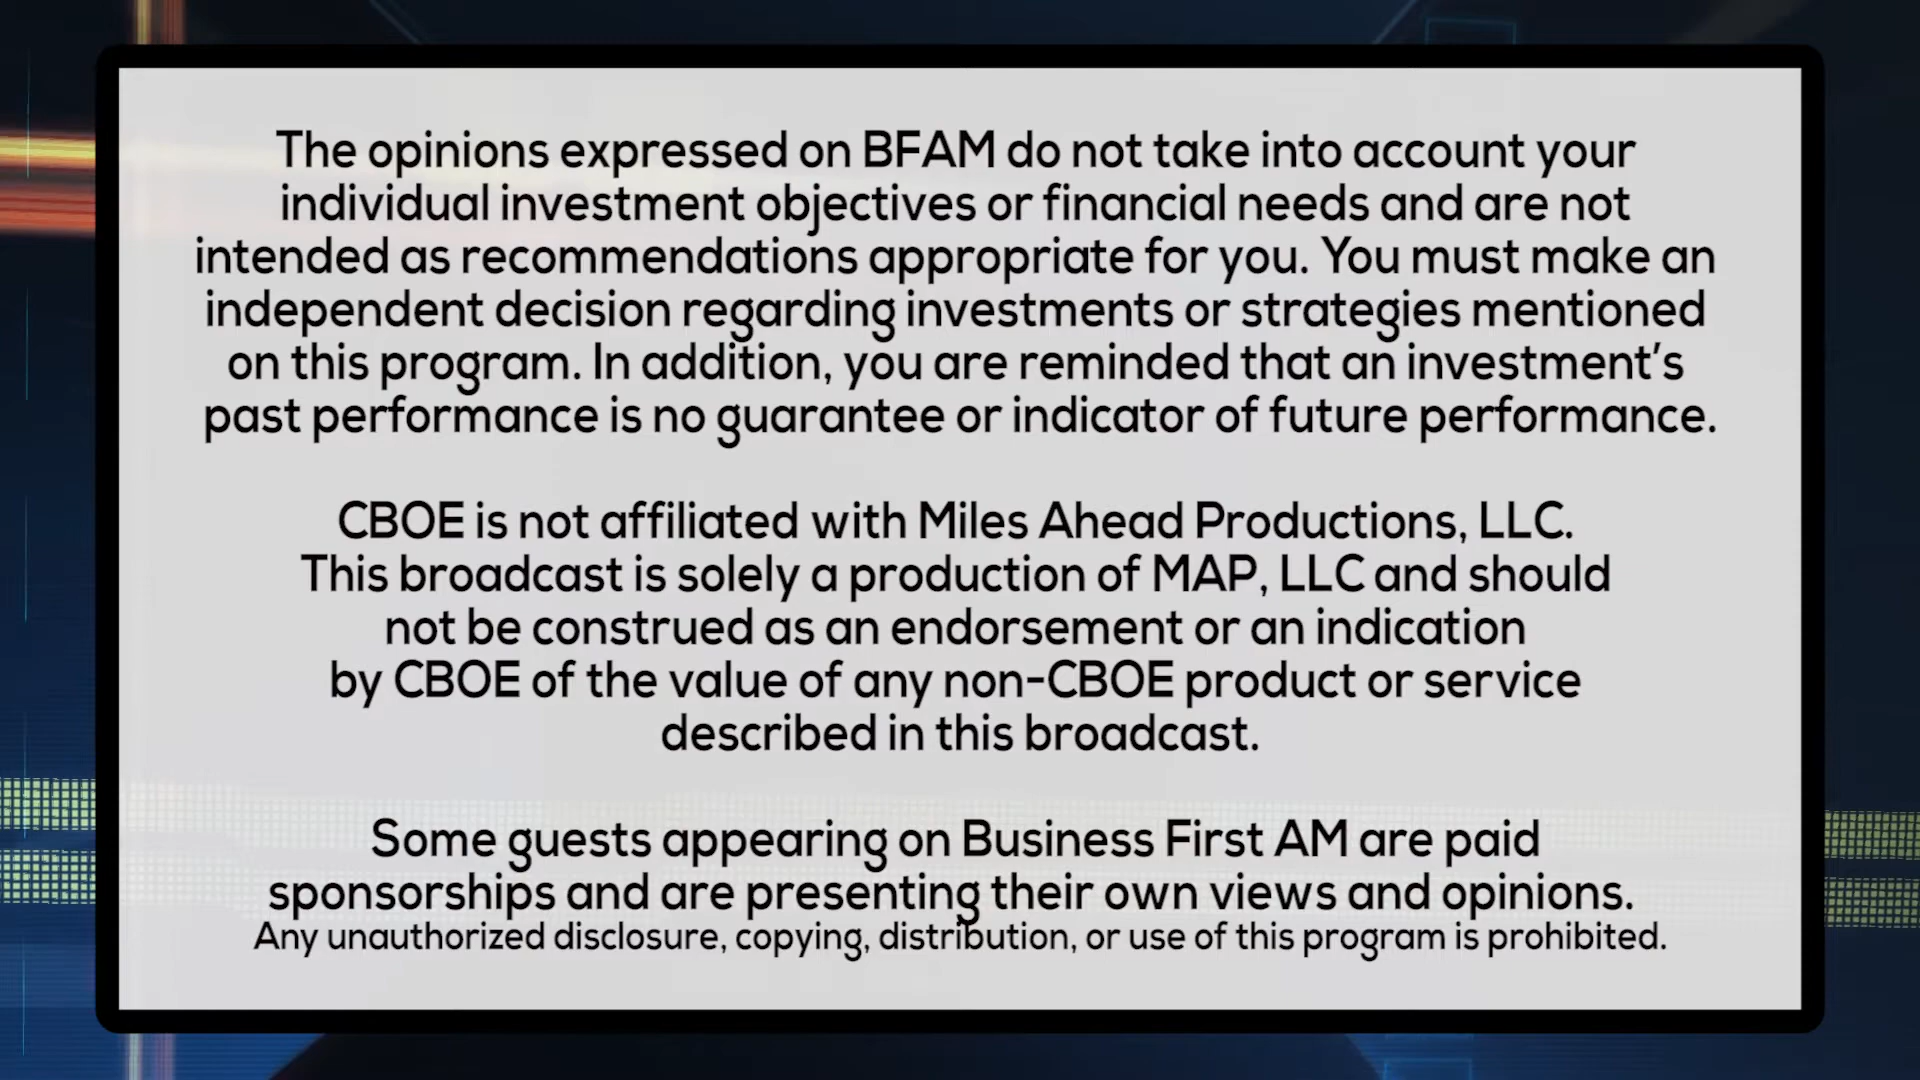 The opinions expressed on BFAM do not take into account your
individual investment objectives or financial needs and are not
intended as recommendations appropriate for you. You must make an
independent decision regarding investments or strategies mentioned
on this program. In addition, you are reminded that an investment’s
past performance is no guarantee or indicator of future performance.
CBOE is not affiliated with Miles Ahead Productions, LLC.
This broadcast is solely a production of MAP, LLC and should
not be construed as an endorsement or an indication
by CBOE of the value of any non-CBOE product or service
described in this broadcast.
Some guests appearing on Business First AM are paid
sponsorships and are presenting their own views and opinions.
Any unauthorized disclosure, copying, distribution, or use of this program is prohibited.